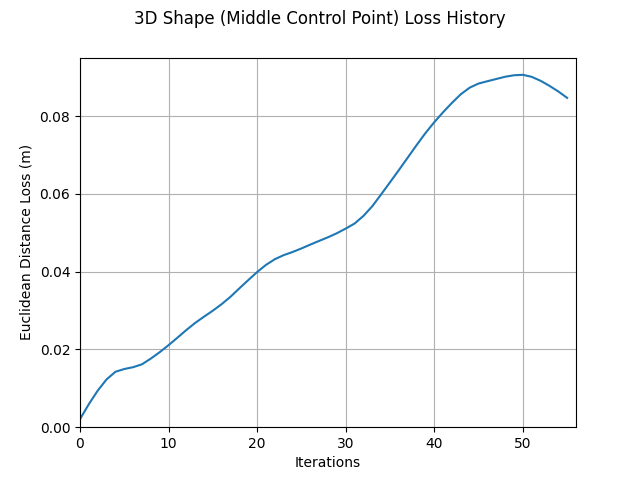 3D Shape (Middle Control Point) Loss History
Euclidean Distance Loss (m)
0.08
0.06
0.04
0.02
0.00
0 10 20 30 40 50
Iterations